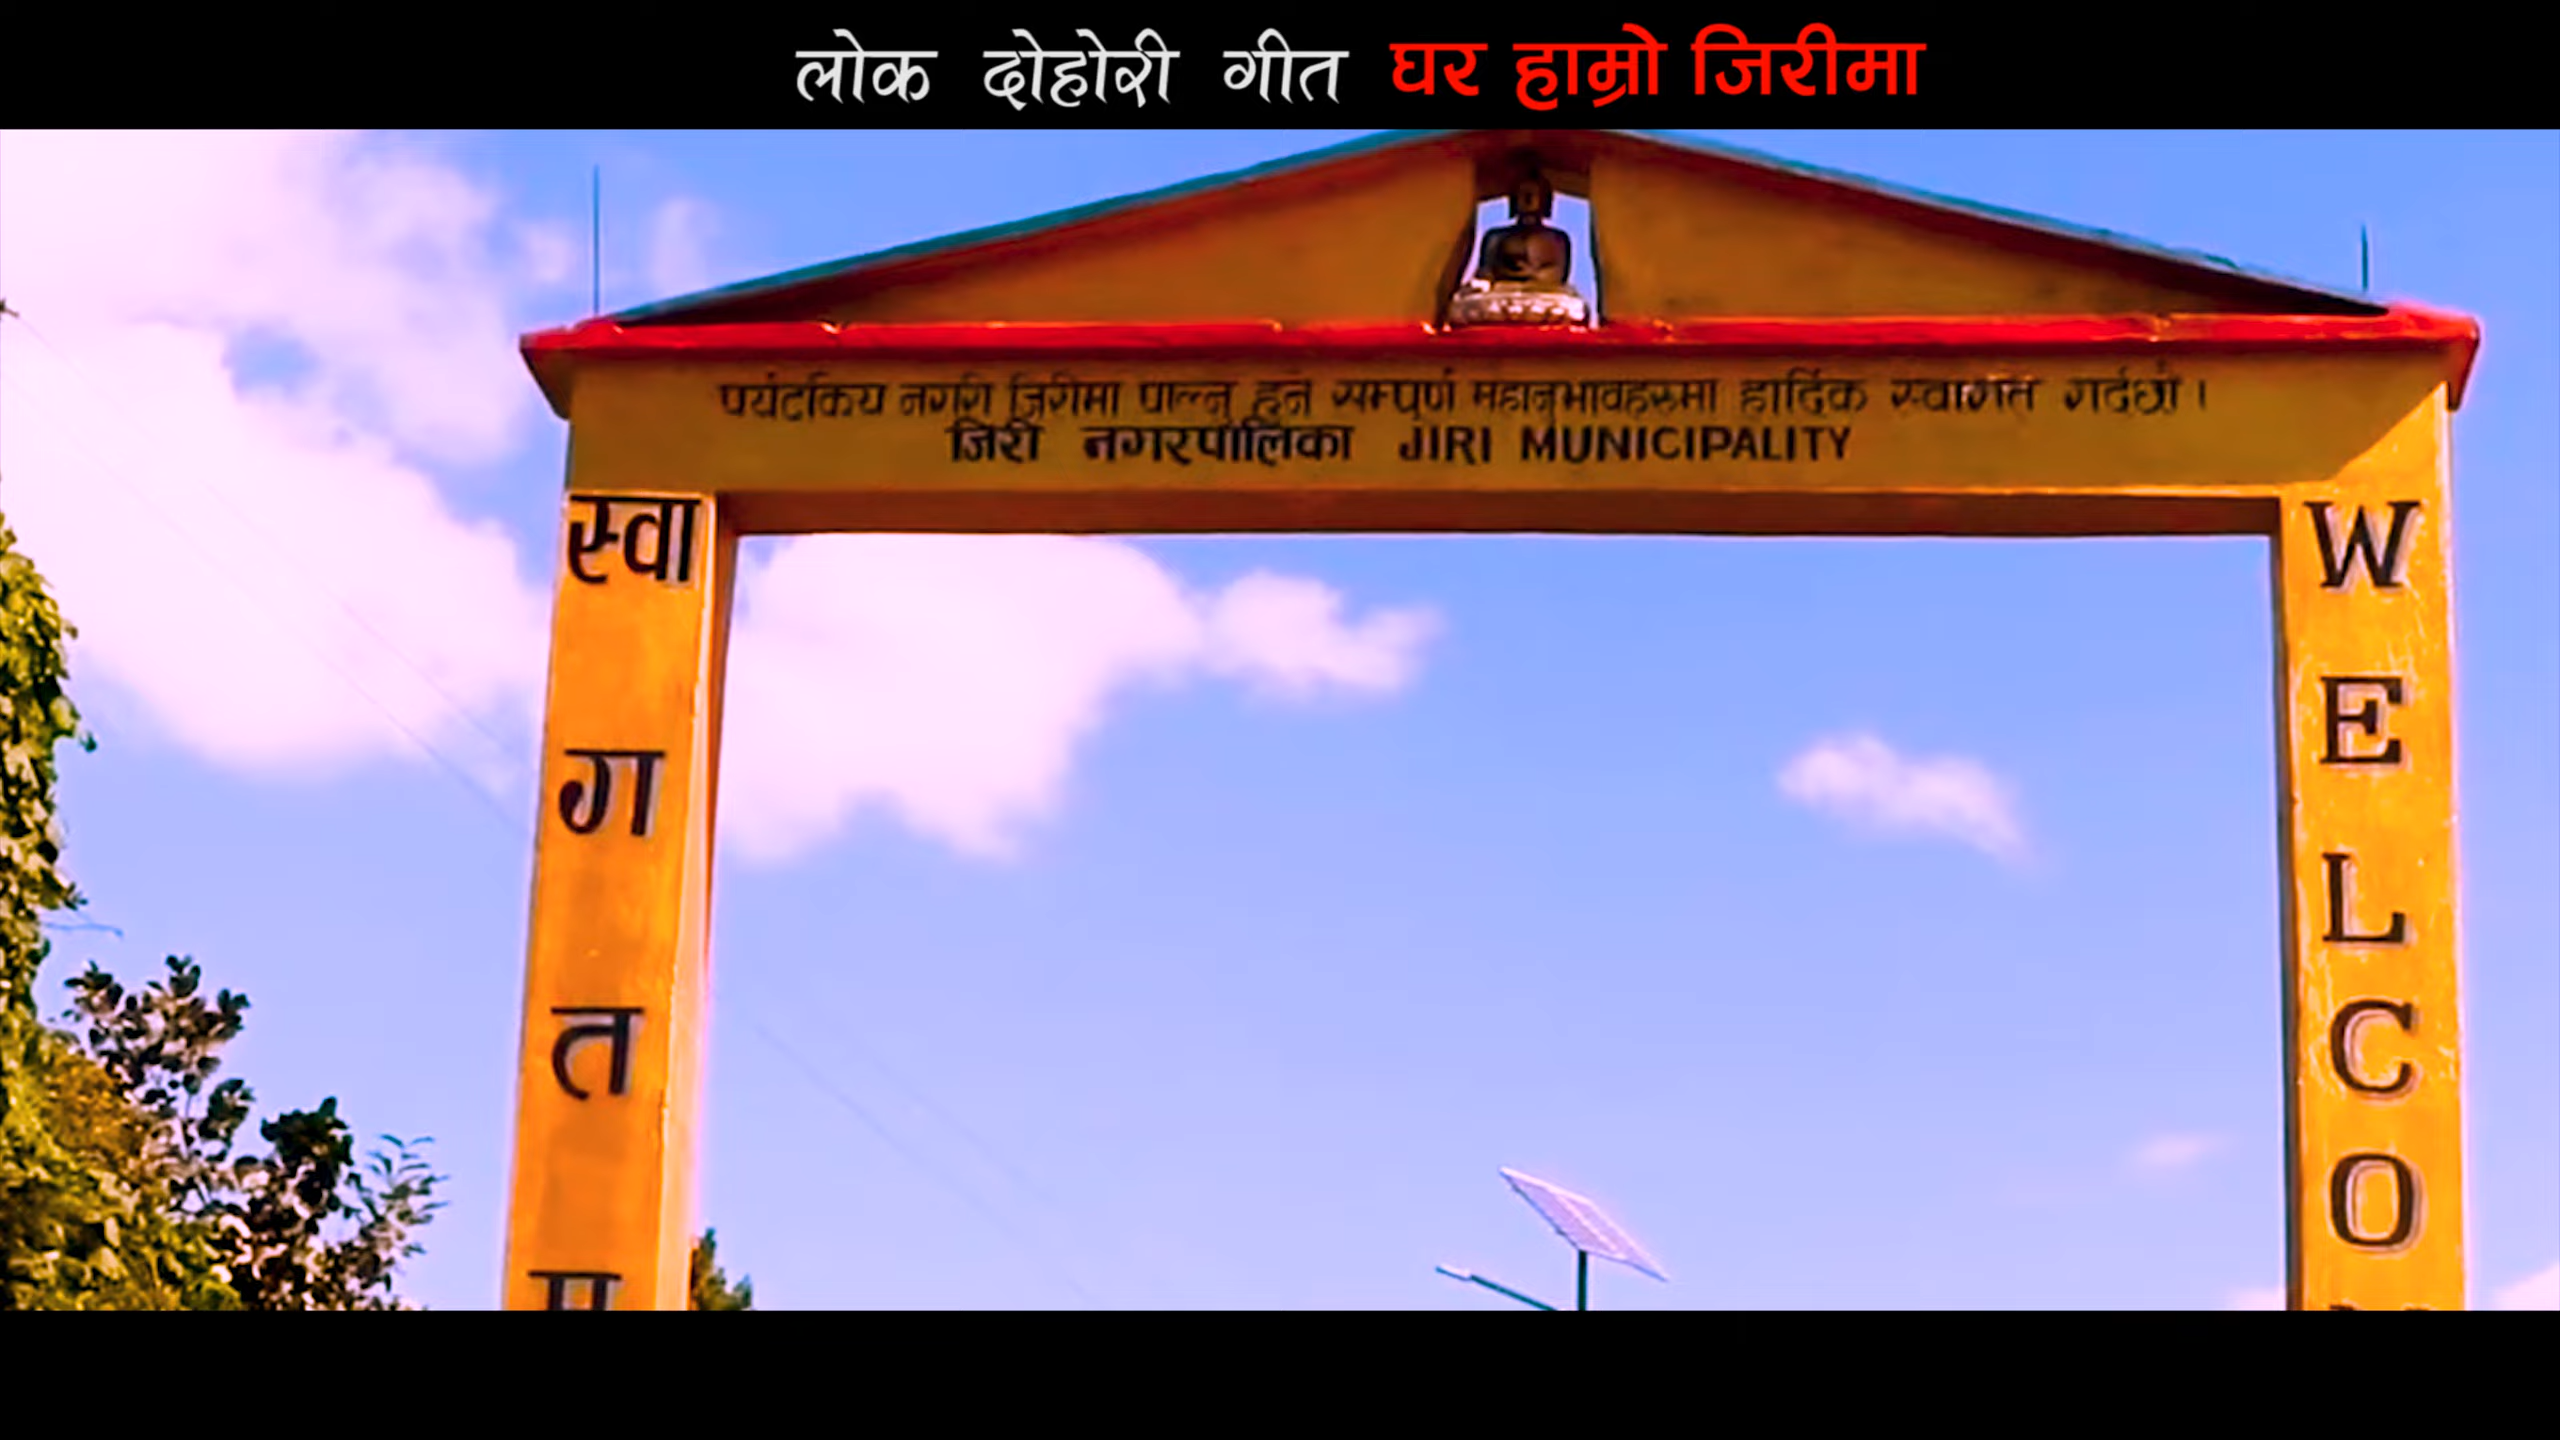 लोक दोहोरी गीत घर हाम्रो जिरीमा
पर्यटकिय नगरी जिरीमा पाल्नु हुने सम्पूर्ण महानुभावहरुमा हार्दिक स्वागत गर्दछौ ।
जिरी नगरपालिका JIRI MUNICIPALITY
स्वा
ग
त
W
E
L
C
O